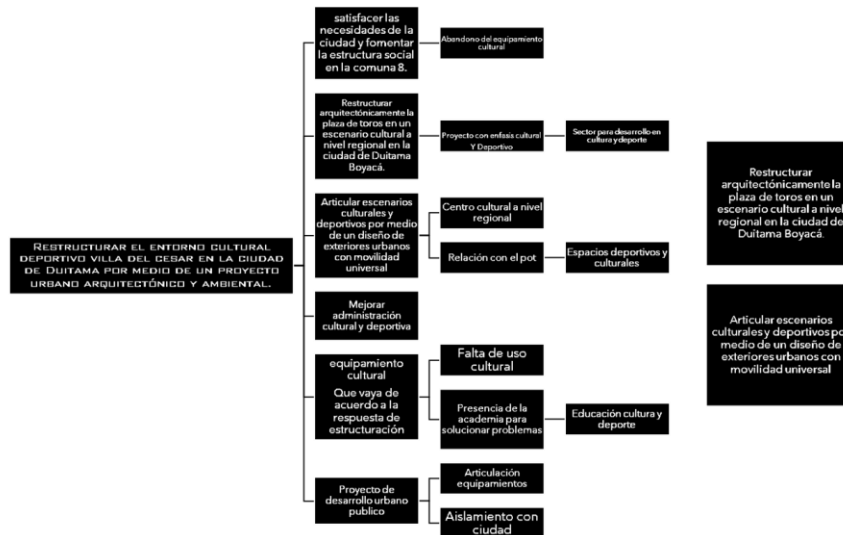 RESTRUCTURAR EL ENTORNO CULTURAL
DEPORTIVO VILLA DEL CESAR EN LA CIUDAD
DE DUITAMA POR MEDIO DE UN PROYECTO
URBANO ARQUITECTÓNICO Y AMBIENTAL.
satisfacer las
necesidades de la
ciudad y fomentar
la estructura social
en la comuna 8.
Abandono del equipamiento
cultural
Restructurar
arquitectónicamente la
plaza de toros en un
escenario cultural a
nivel regional en la
ciudad de Duitama
Boyacá.
Proyecto con enfasis cultural
Y Deportivo
Sector para desarrollo en
cultura y deporte
Articular escenarios
culturales y
deportivos por medio
de un diseño de
exteriores urbanos
con movilidad
universal
Centro cultural a nivel
regional
Relación con el pot
Espacios deportivos y
culturales
Mejorar
administración
cultural y deportiva
equipamiento
cultural
Que vaya de
acuerdo a la
respuesta de
estructuración
Falta de uso
cultural
Presencia de la
academia para
solucionar problemas
Educación cultura y
deporte
Proyecto de
desarrollo urbano
publico
Articulación
equipamientos
Aislamiento con
ciudad
Restructurar
arquitectónicamente la
plaza de toros en un
escenario cultural a nivel
regional en la ciudad de
Duitama Boyacá.
Articular escenarios
culturales y deportivos por
medio de un diseño de
exteriores urbanos con
movilidad universal